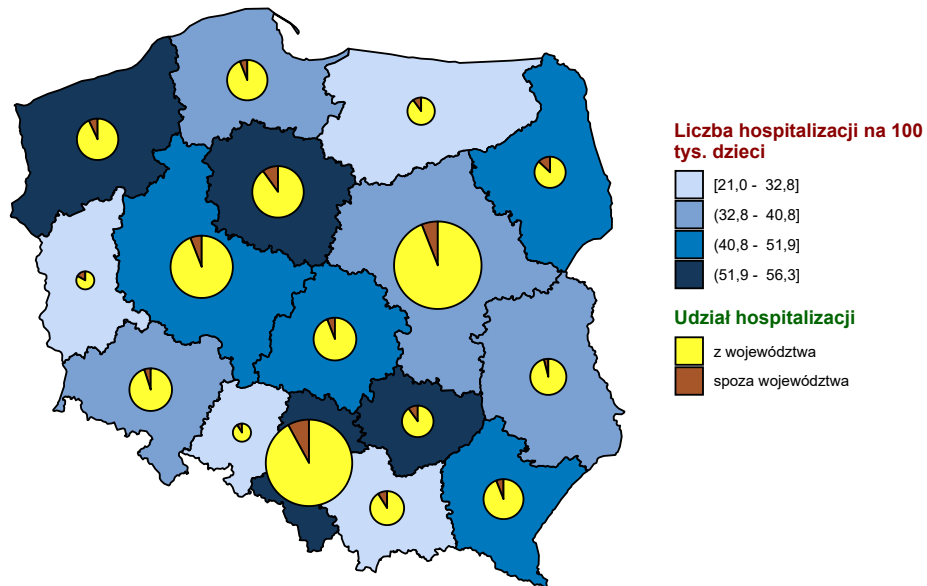 Liczba hospitalizacji na 100
tys. dzieci
[21,0 - 32,8]
(32,8 - 40,8]
(40,8 - 51,9]
(51,9 - 56,3]
Udział hospitalizacji
z województwa
spoza województwa